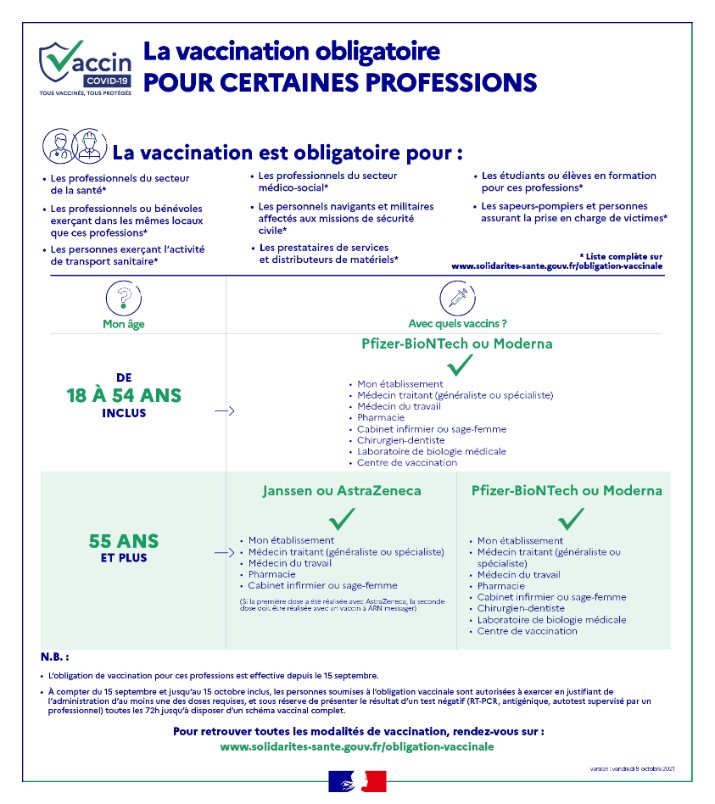 Vaccin
COVID-19
TOUS VACCINÉS, TOUS PROTÉGÉS
La vaccination obligatoire
POUR CERTAINES PROFESSIONS
La vaccination est obligatoire pour :
• Les professionnels du secteur
de la santé*
• Les professionnels ou bénévoles
exerçant dans les mêmes locaux
que ces professions*
• Les personnes exerçant l'activité
de transport sanitaire*
• Les professionnels du secteur
médico-social*
• Les personnels navigants et militaires
affectés aux missions de sécurité
civile*
• Les prestataires de services
et distributeurs de matériels*
• Les étudiants ou élèves en formation
pour ces professions*
• Les sapeurs-pompiers et personnes
assurant la prise en charge de victimes*
* Liste complète sur
www.solidarites-sante.gouv.fr/obligation-vaccinale
Mon âge
Avec quels vaccins ?
DE
18 À 54 ANS
INCLUS
Pfizer-BioNTech ou Moderna
• Mon établissement
• Médecin traitant (généraliste ou spécialiste)
• Médecin du travail
• Pharmacie
• Cabinet infirmier ou sage-femme
• Chirurgien-dentiste
• Laboratoire de biologie médicale
• Centre de vaccination
55 ANS
ET PLUS
Janssen ou AstraZeneca
• Mon établissement
• Médecin traitant (généraliste ou spécialiste)
• Médecin du travail
• Pharmacie
• Cabinet infirmier ou sage-femme
(Si la première dose a été réalisée avec AstraZeneca, la seconde
dose doit être réalisée avec un vaccin à ARN messager)
Pfizer-BioNTech ou Moderna
• Mon établissement
• Médecin traitant (généraliste ou
spécialiste)
• Médecin du travail
• Pharmacie
• Cabinet infirmier ou sage-femme
• Chirurgien-dentiste
• Laboratoire de biologie médicale
• Centre de vaccination
N.B. :
• L'obligation de vaccination pour ces professions est effective depuis le 15 septembre.
• À compter du 15 septembre et jusqu'au 15 octobre inclus, les personnes soumises à l'obligation vaccinale sont autorisées à exercer en justifiant de
l'administration d'au moins une des doses requises, et sous réserve de présenter le résultat d'un test négatif (RT-PCR, antigénique, autotest supervisé par un
professionnel) toutes les 72h jusqu'à disposer d'un schéma vaccinal complet.
Pour retrouver toutes les modalités de vaccination, rendez-vous sur :
www.solidarites-sante.gouv.fr/obligation-vaccinale
version : vendredi 8 octobre 2021